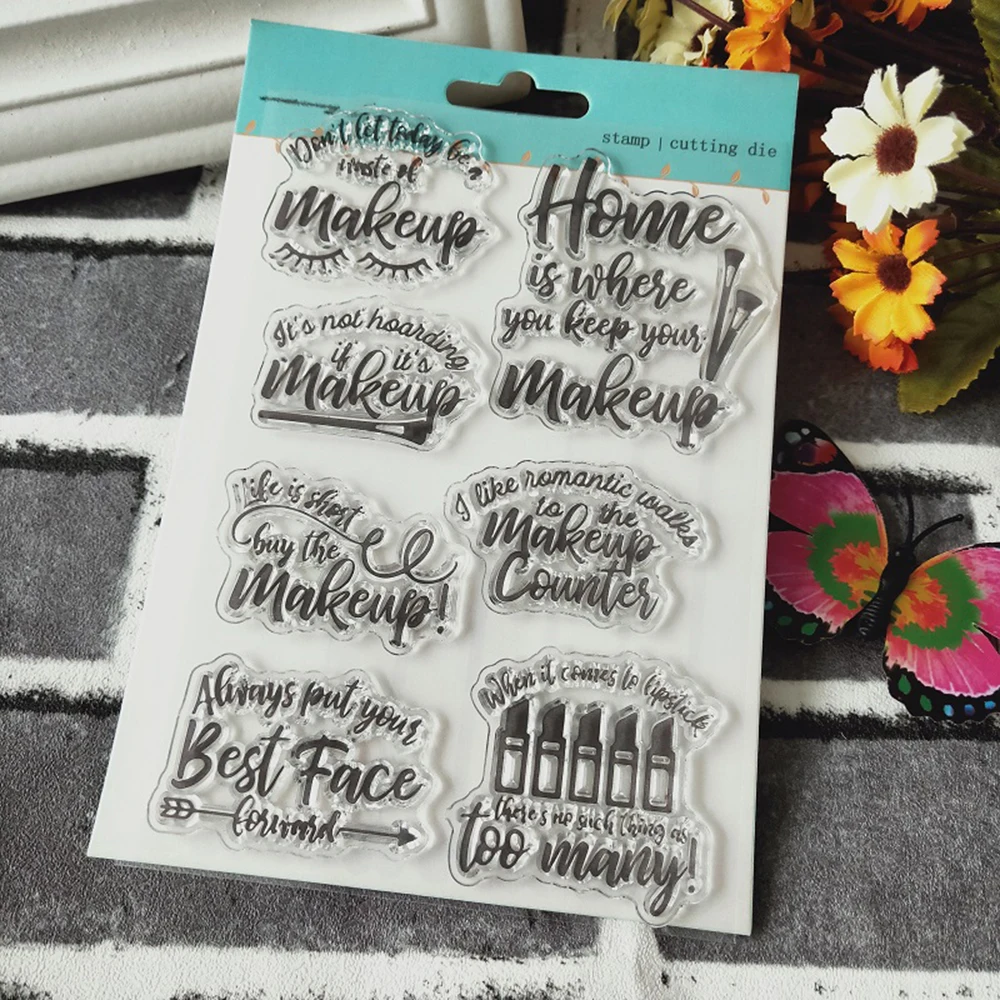 stamp | cutting die
Don't let today be a
waste of
Makeup
Home
is where
you keep your
Makeup
It's not hoarding
if it's
Makeup
Life is short
buy the
Makeup!
I like romantic walks
to the
Makeup
Counter
Always put your
Best Face
forward
When it comes to lipstick
there's no such thing as
too many!